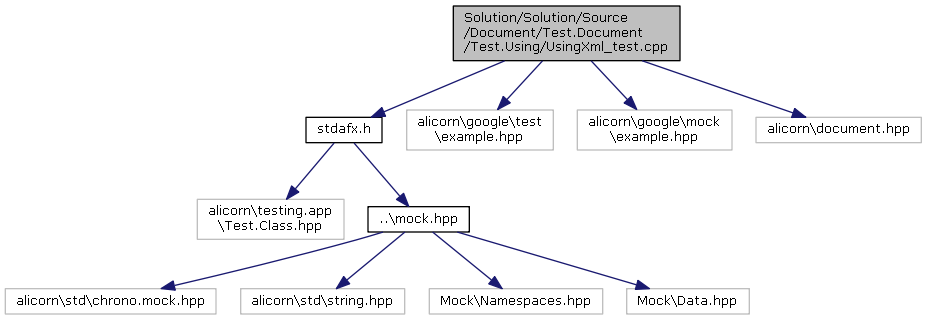 Solution/Solution/Source
/Document/Test.Document
/Test.Using/UsingXml_test.cpp
stdafx.h
alicorn\google\test
\example.hpp
alicorn\google\mock
\example.hpp
alicorn\document.hpp
alicorn\testing.app
\Test.Class.hpp
..\mock.hpp
alicorn\std\chrono.mock.hpp
alicorn\std\string.hpp
Mock\Namespaces.hpp
Mock\Data.hpp